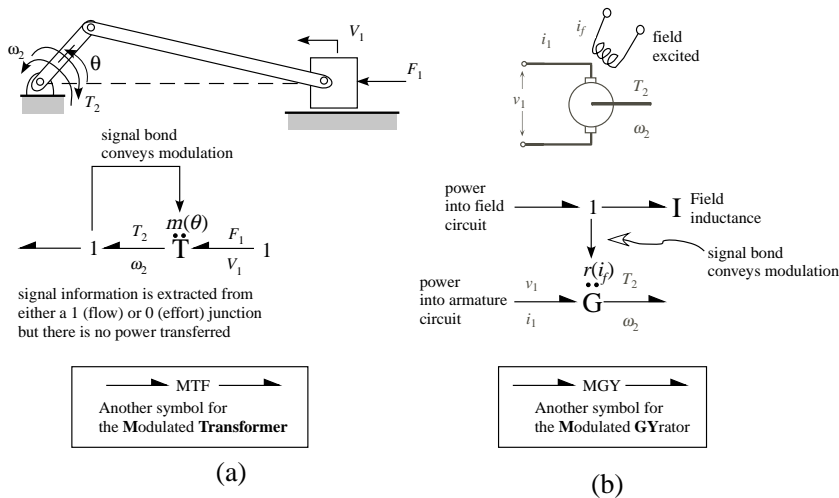 ω2
θ
T2
V1
F1
signal bond
conveys modulation
m(θ)
1
T2
ω2
T
F1
V1
1
signal information is extracted from
either a 1 (flow) or 0 (effort) junction
but there is no power transferred
MTF
Another symbol for
the Modulated Transformer
(a)
i1
if
field
excited
v1
T2
ω2
power
into field
circuit
1
I
Field
inductance
signal bond
conveys modulation
r(if)
power
into armature
circuit
v1
i1
G
T2
ω2
MGY
Another symbol for
the Modulated GYrator
(b)